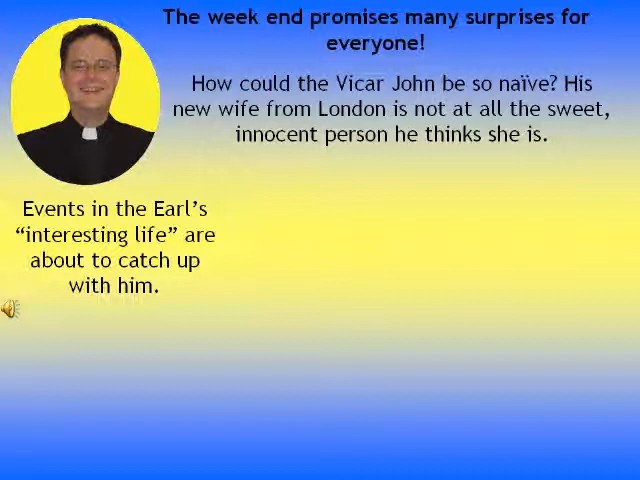 The week end promises many surprises for
everyone!
How could the Vicar John be so naïve? His
new wife from London is not at all the sweet,
innocent person he thinks she is.
Events in the Earl’s
“interesting life” are
about to catch up
with him.